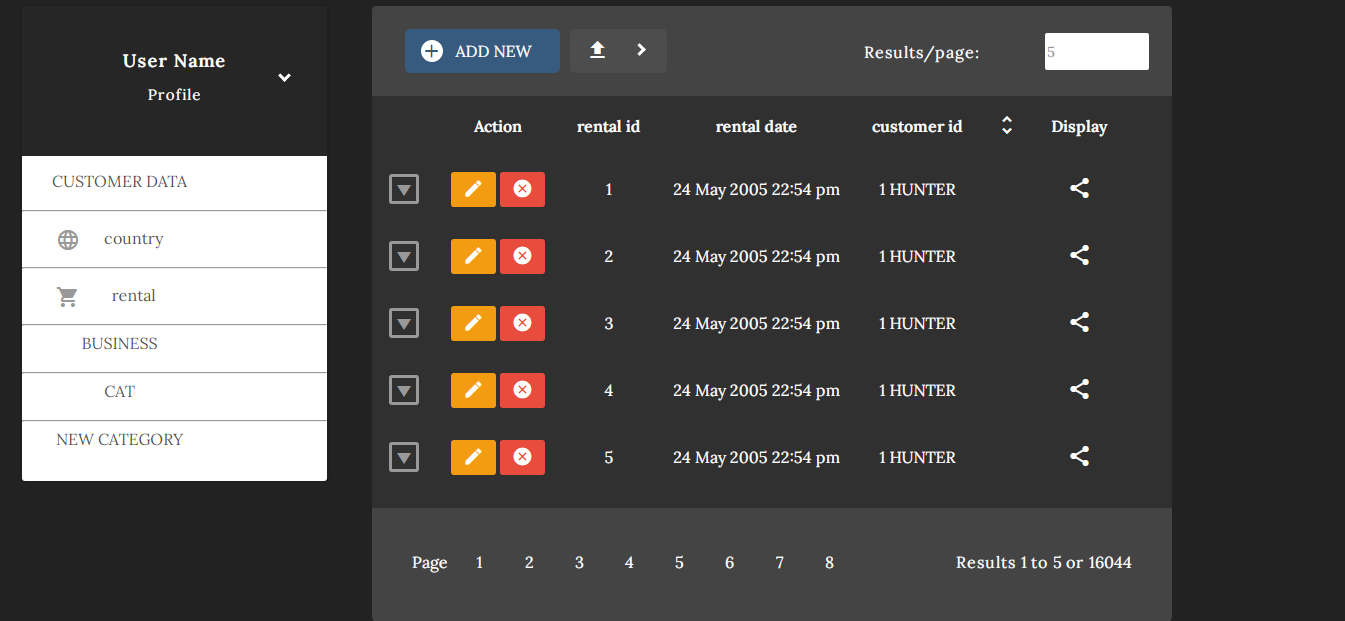 User Name
Profile
CUSTOMER DATA
country
rental
BUSINESS
CAT
NEW CATEGORY
ADD NEW
Results/page:
5
Action rental id rental date customer id Display
1 24 May 2005 22:54 pm 1 HUNTER
2 24 May 2005 22:54 pm 1 HUNTER
3 24 May 2005 22:54 pm 1 HUNTER
4 24 May 2005 22:54 pm 1 HUNTER
5 24 May 2005 22:54 pm 1 HUNTER
Page 1 2 3 4 5 6 7 8 Results 1 to 5 or 16044